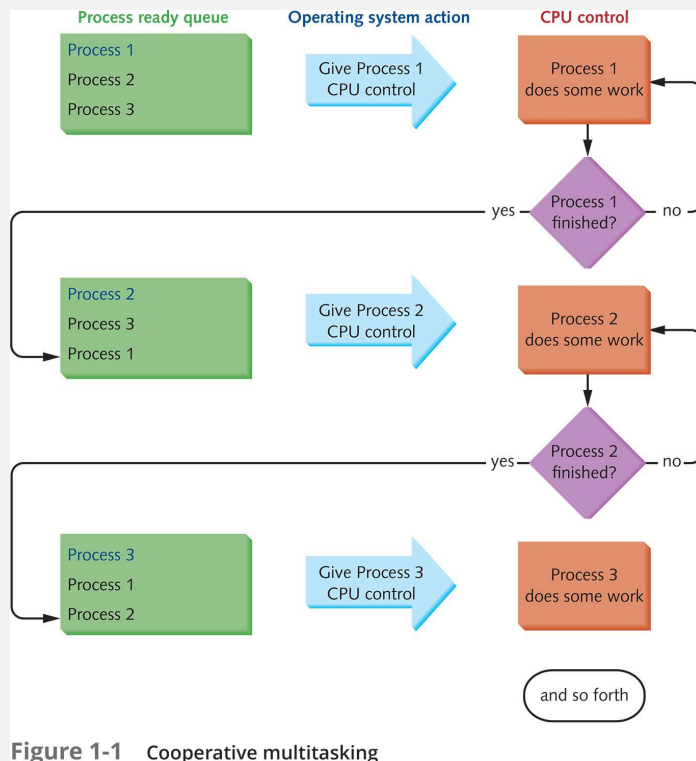 Process ready queue
Operating system action
CPU control
Process 1
Process 2
Process 3
Give Process 1
CPU control
Process 1
does some work
Process 1
finished?
yes
no
Process 2
Process 3
Process 1
Give Process 2
CPU control
Process 2
does some work
Process 2
finished?
yes
no
Process 3
Process 1
Process 2
Give Process 3
CPU control
Process 3
does some work
and so forth
Figure 1-1 Cooperative multitasking